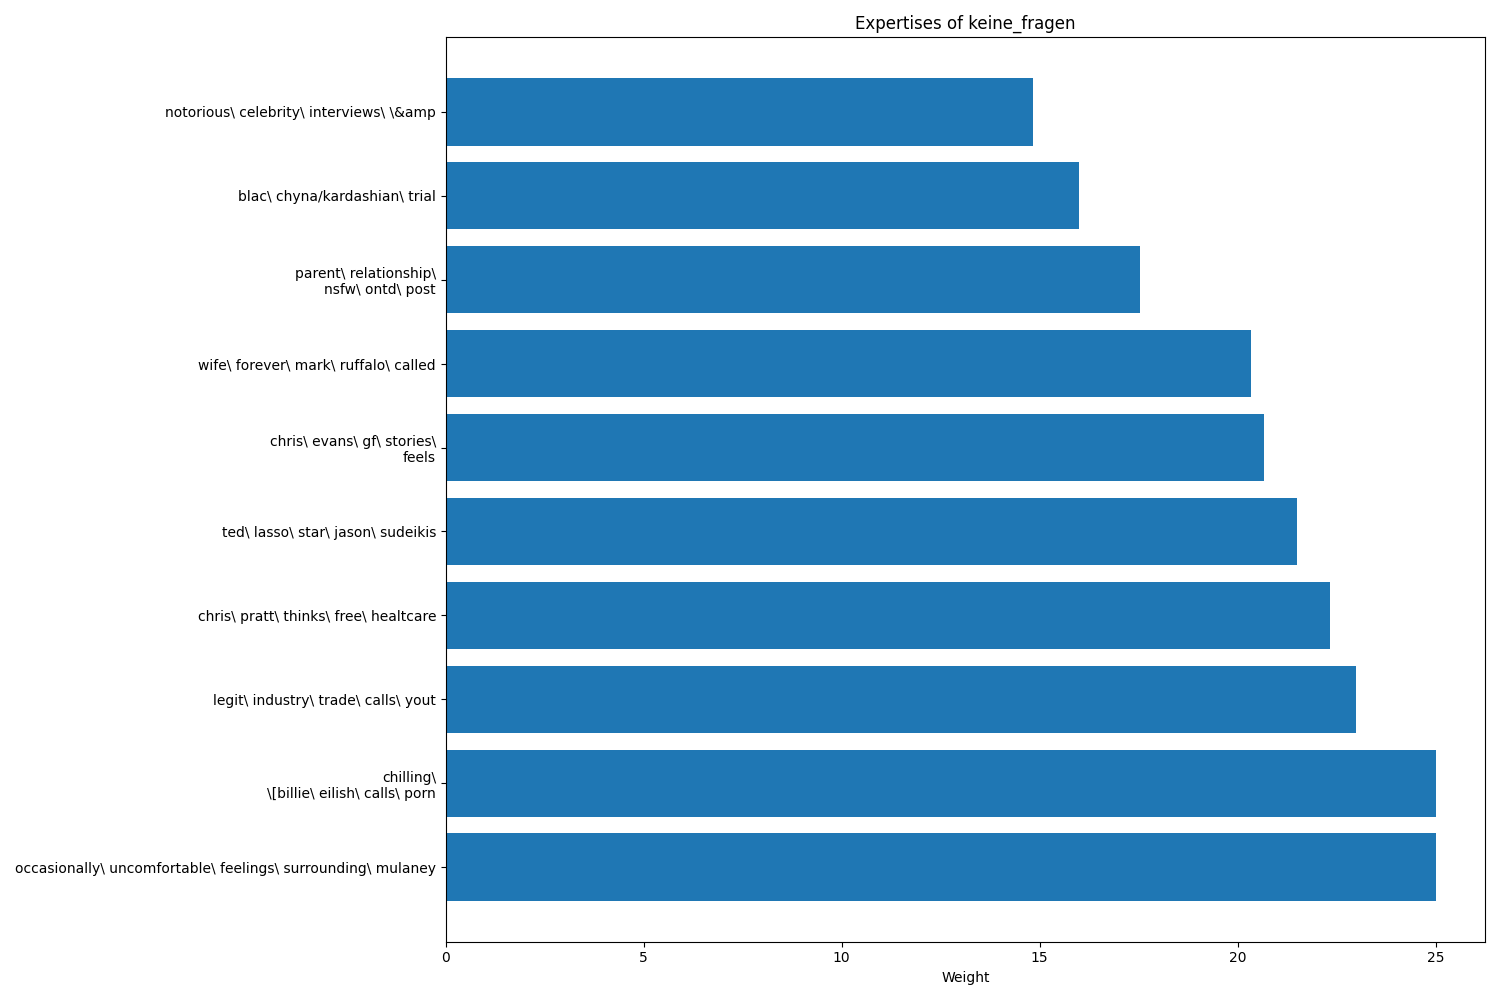 Expertises of keine_fragen
notorious\ celebrity\ interviews\ \&amp
blac\ chyna/kardashian\ trial
parent\ relationship\
nsfw\ ontd\ post
wife\ forever\ mark\ ruffalo\ called
chris\ evans\ gf\ stories\
feels
ted\ lasso\ star\ jason\ sudeikis
chris\ pratt\ thinks\ free\ healtcare
legit\ industry\ trade\ calls\ yout
chilling\
\[billie\ eilish\ calls\ porn
occasionally\ uncomfortable\ feelings\ surrounding\ mulaney
0 5 10 15 20 25
Weight